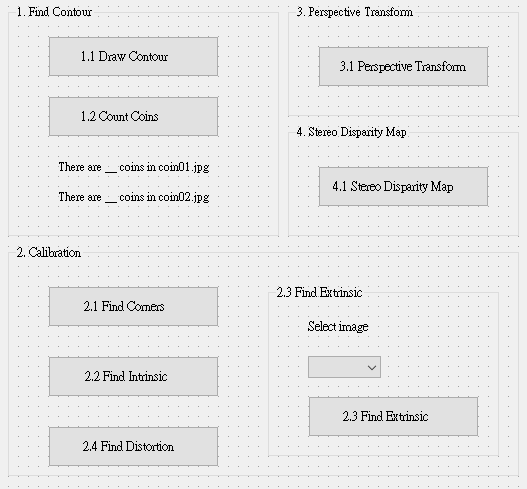 1. Find Contour
1.1 Draw Contour
1.2 Count Coins
There are __ coins in coin01.jpg
There are __ coins in coin02.jpg
3. Perspective Transform
3.1 Perspective Transform
4. Stereo Disparity Map
4.1 Stereo Disparity Map
2. Calibration
2.1 Find Corners
2.2 Find Intrinsic
2.4 Find Distortion
2.3 Find Extrinsic
Select image
2.3 Find Extrinsic